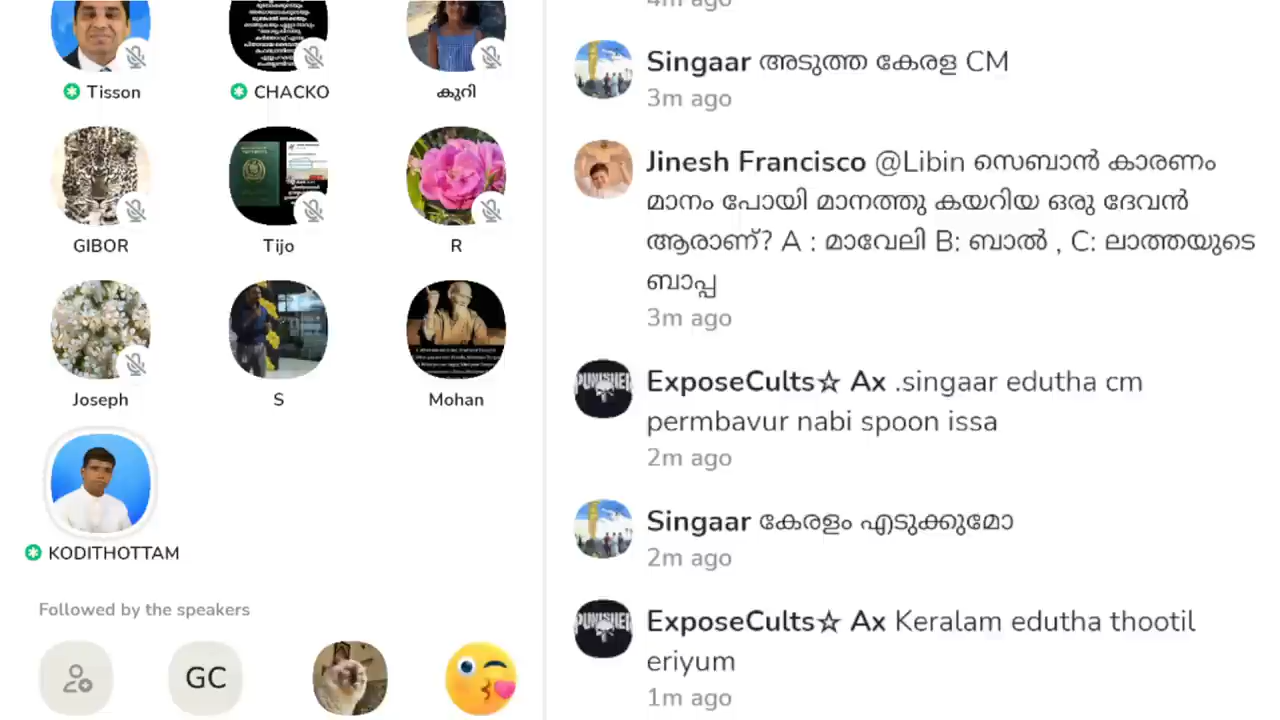 Tisson
CHACKO
കുറി
GIBOR
Tijo
R
Joseph
S
Mohan
KODITHOTTAM
Followed by the speakers
GC
4m ago
Singaar അടുത്ത കേരള CM
3m ago
Jinesh Francisco @Libin സെബാൻ കാരണം
മാനം പോയി മാനത്തു കയറിയ ഒരു ദേവൻ
ആരാണ്? A : മാവേലി B: ബാൽ , C: ലാത്തയുടെ
ബാപ്പ
3m ago
ExposeCults☆ Ax .singaar edutha cm
permbavur nabi spoon issa
2m ago
Singaar കേരളം എടുക്കുമോ
2m ago
ExposeCults☆ Ax Keralam edutha thootil
eriyum
1m ago